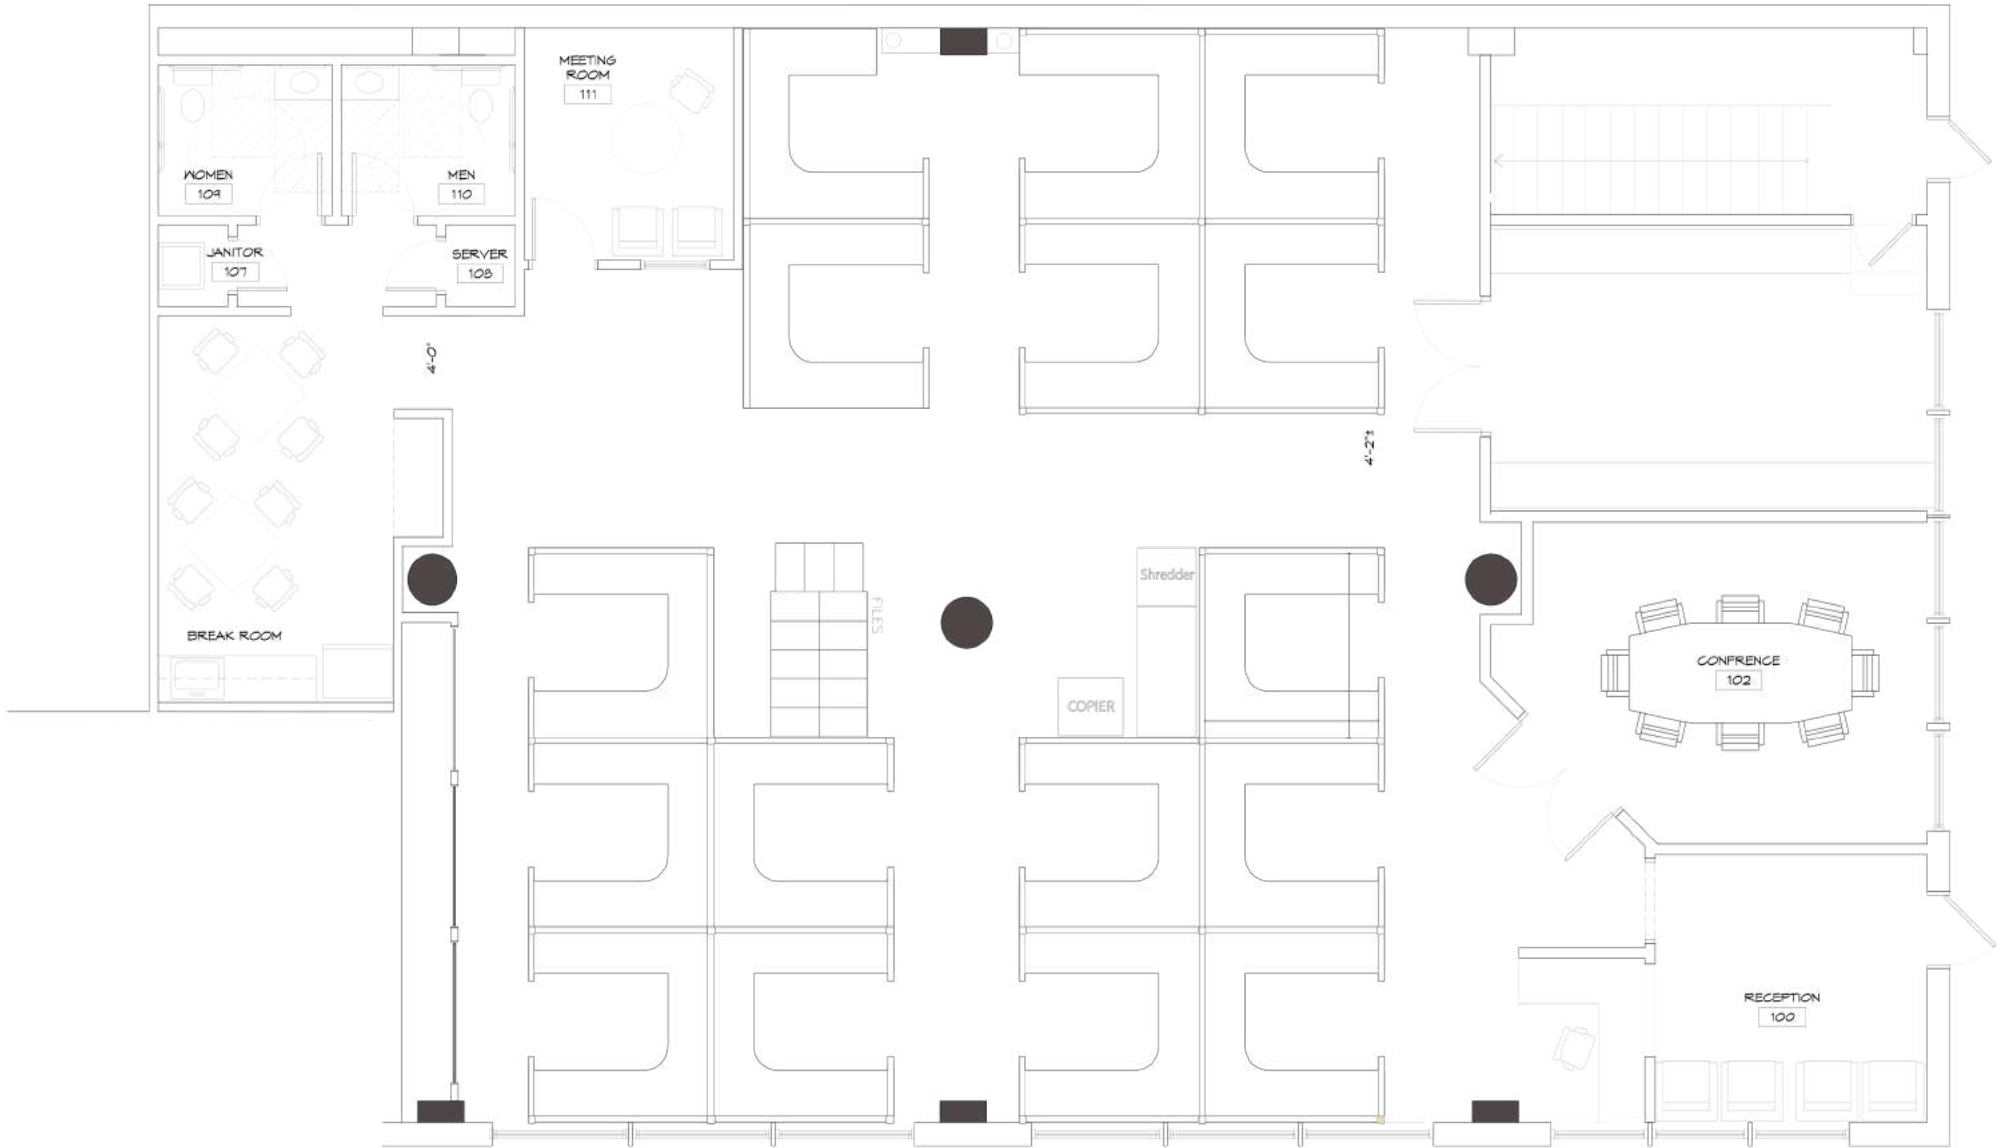 MEETING
ROOM
111
WOMEN
109
MEN
110
JANITOR
107
SERVER
108
4'-0"
4'-2"±
Shredder
FILES
BREAK ROOM
CONFRENCE
102
COPIER
RECEPTION
100